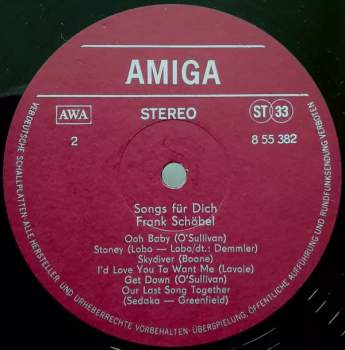 AMIGA
AWA
STEREO
ST 33
2
8 55 382
Songs für Dich
Frank Schöbel
Ooh Baby (O'Sullivan)
Stoney (Lobo — Lobo/dt.: Demmler)
Skydiver (Boone)
I'd Love You To Want Me (Lavoie)
Get Down (O'Sullivan)
Our Last Song Together
(Sedaka — Greenfield)
VEB DEUTSCHE SCHALLPLATTEN · ALLE HERSTELLER UND URHEBERRECHTE VORBEHALTEN · ÜBERSPIELUNG, ÖFFENTLICHE AUFFÜHRUNG UND RUNDFUNKSENDUNG VERBOTEN